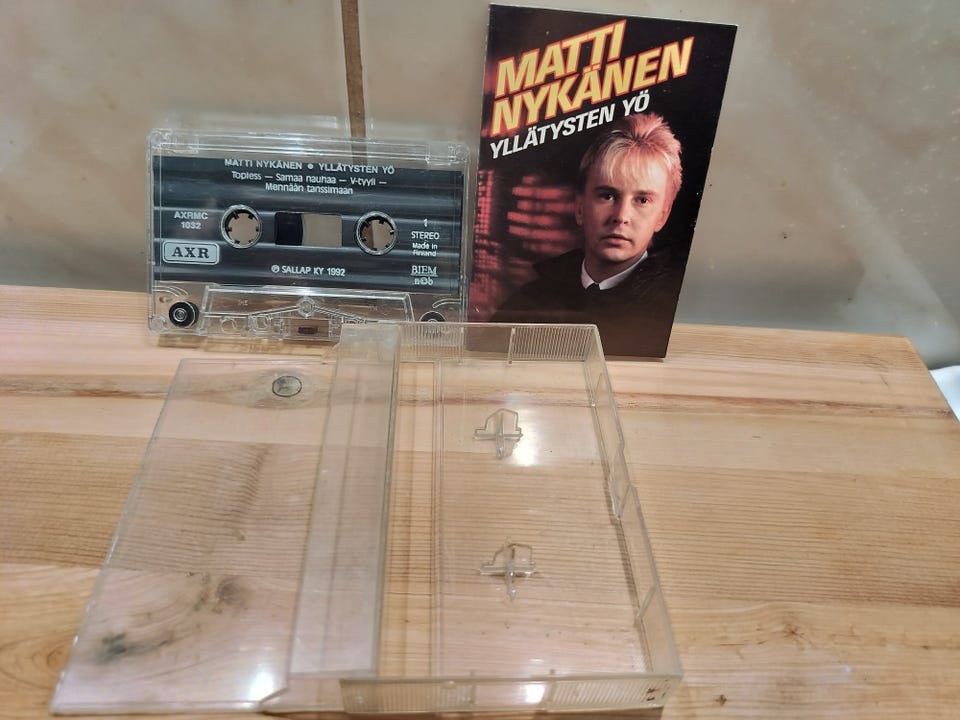 MATTI NYKÄNEN ● YLLÄTYSTEN YÖ
Topless — Samaa nauhaa — V-tyyli —
Mennään tanssimaan
AXRMC
1032
AXR
1
STEREO
Made in
Finland
℗ SALLAP KY 1992
BIEM
n©b
MATTI
NYKÄNEN
YLLÄTYSTEN YÖ